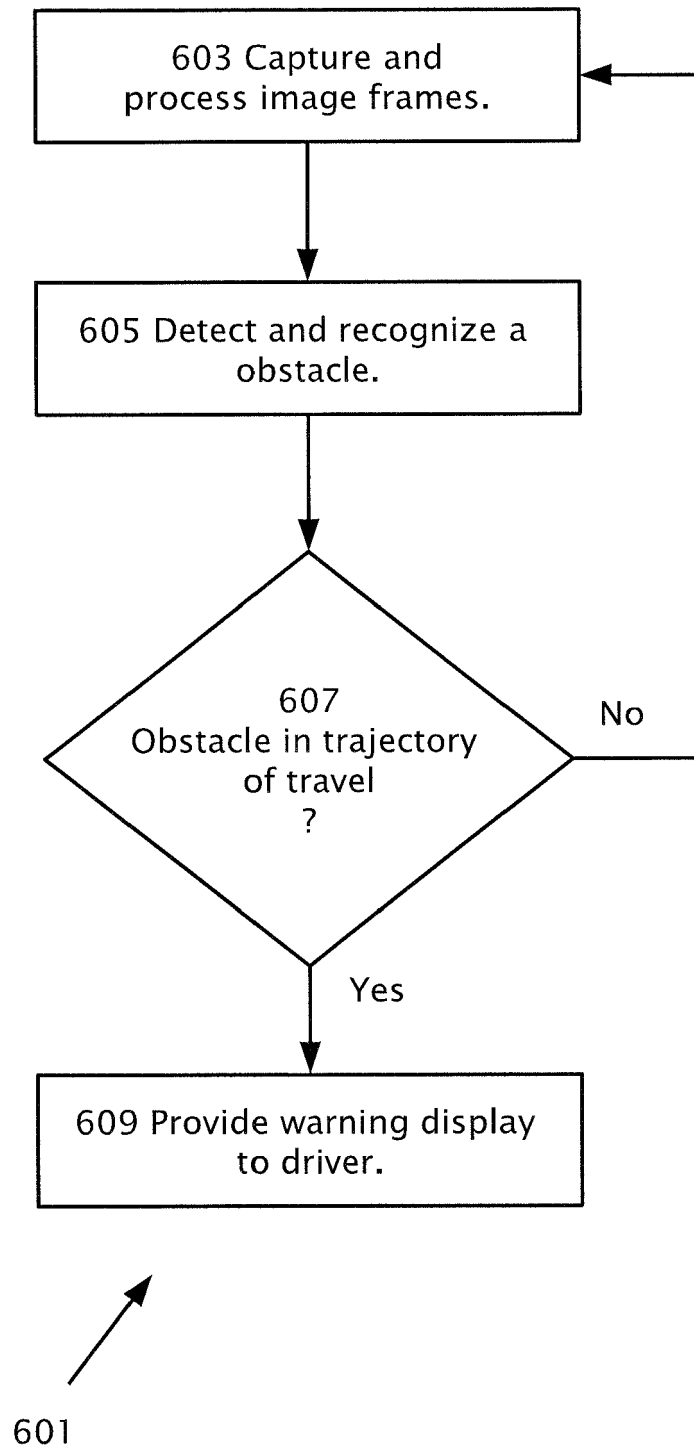 603 Capture and
process image frames.
605 Detect and recognize a
obstacle.
607
Obstacle in trajectory
of travel
?
No
Yes
609 Provide warning display
to driver.
601